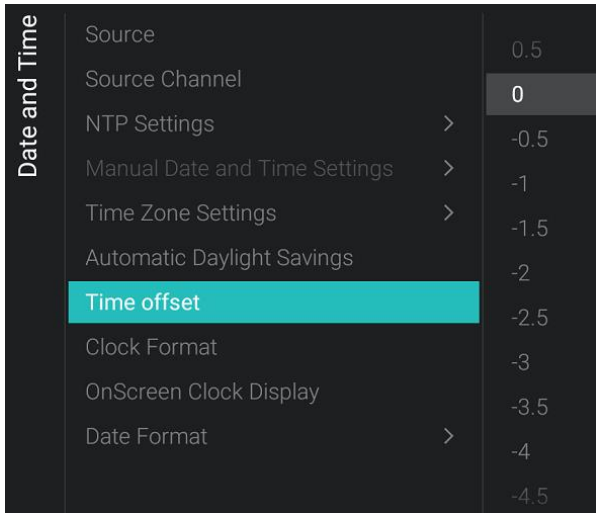 Date and Time
Source
Source Channel
NTP Settings >
Manual Date and Time Settings >
Time Zone Settings >
Automatic Daylight Savings
Time offset
Clock Format
OnScreen Clock Display
Date Format >
0.5
0
-0.5
-1
-1.5
-2
-2.5
-3
-3.5
-4
-4.5